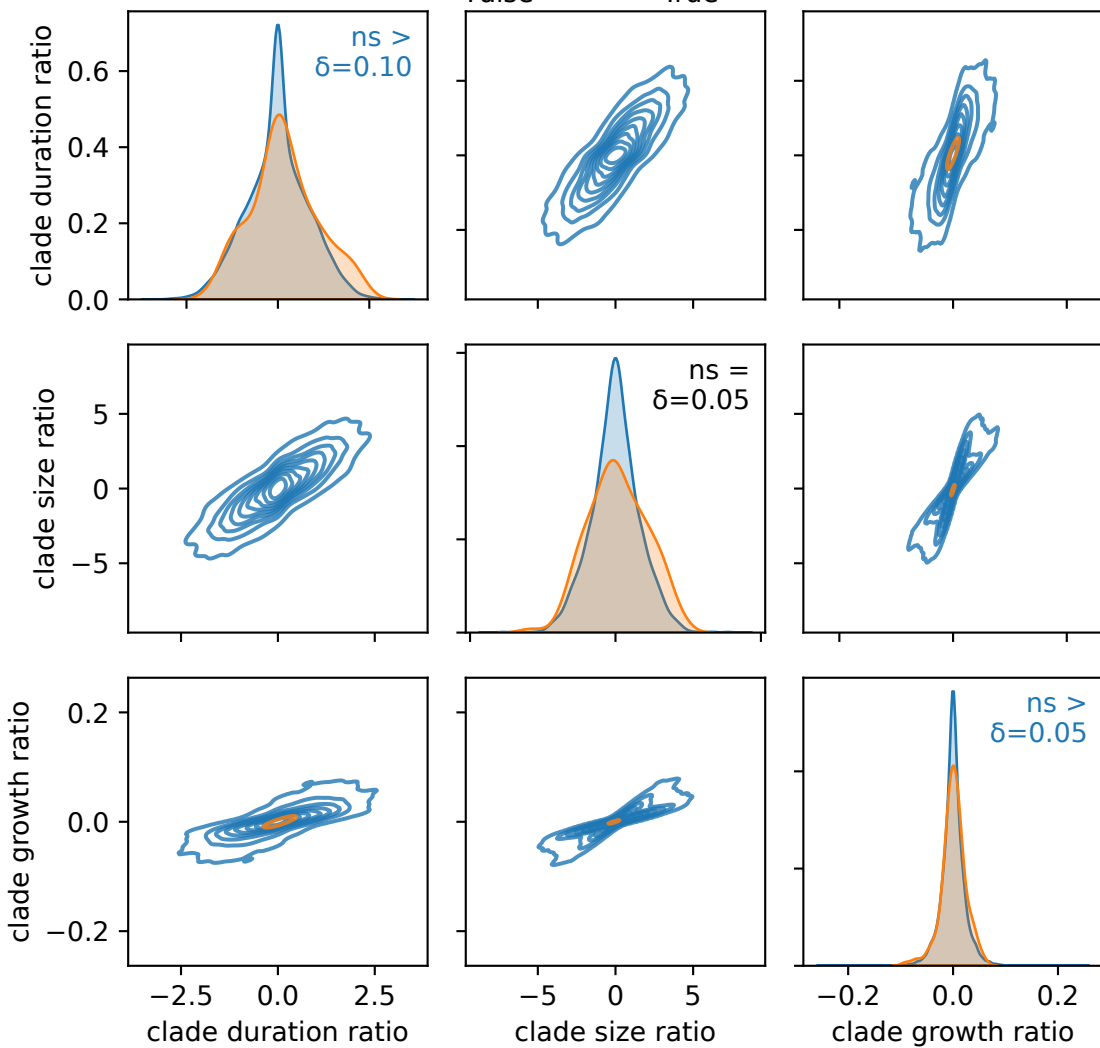 ns >
δ=0.10
clade duration ratio
0.6
0.4
0.2
0.0
ns =
δ=0.05
clade size ratio
5
0
−5
ns >
δ=0.05
clade growth ratio
0.2
0.0
−0.2
−2.5 0.0 2.5
−5 0 5
−0.2 0.0 0.2
clade duration ratio
clade size ratio
clade growth ratio